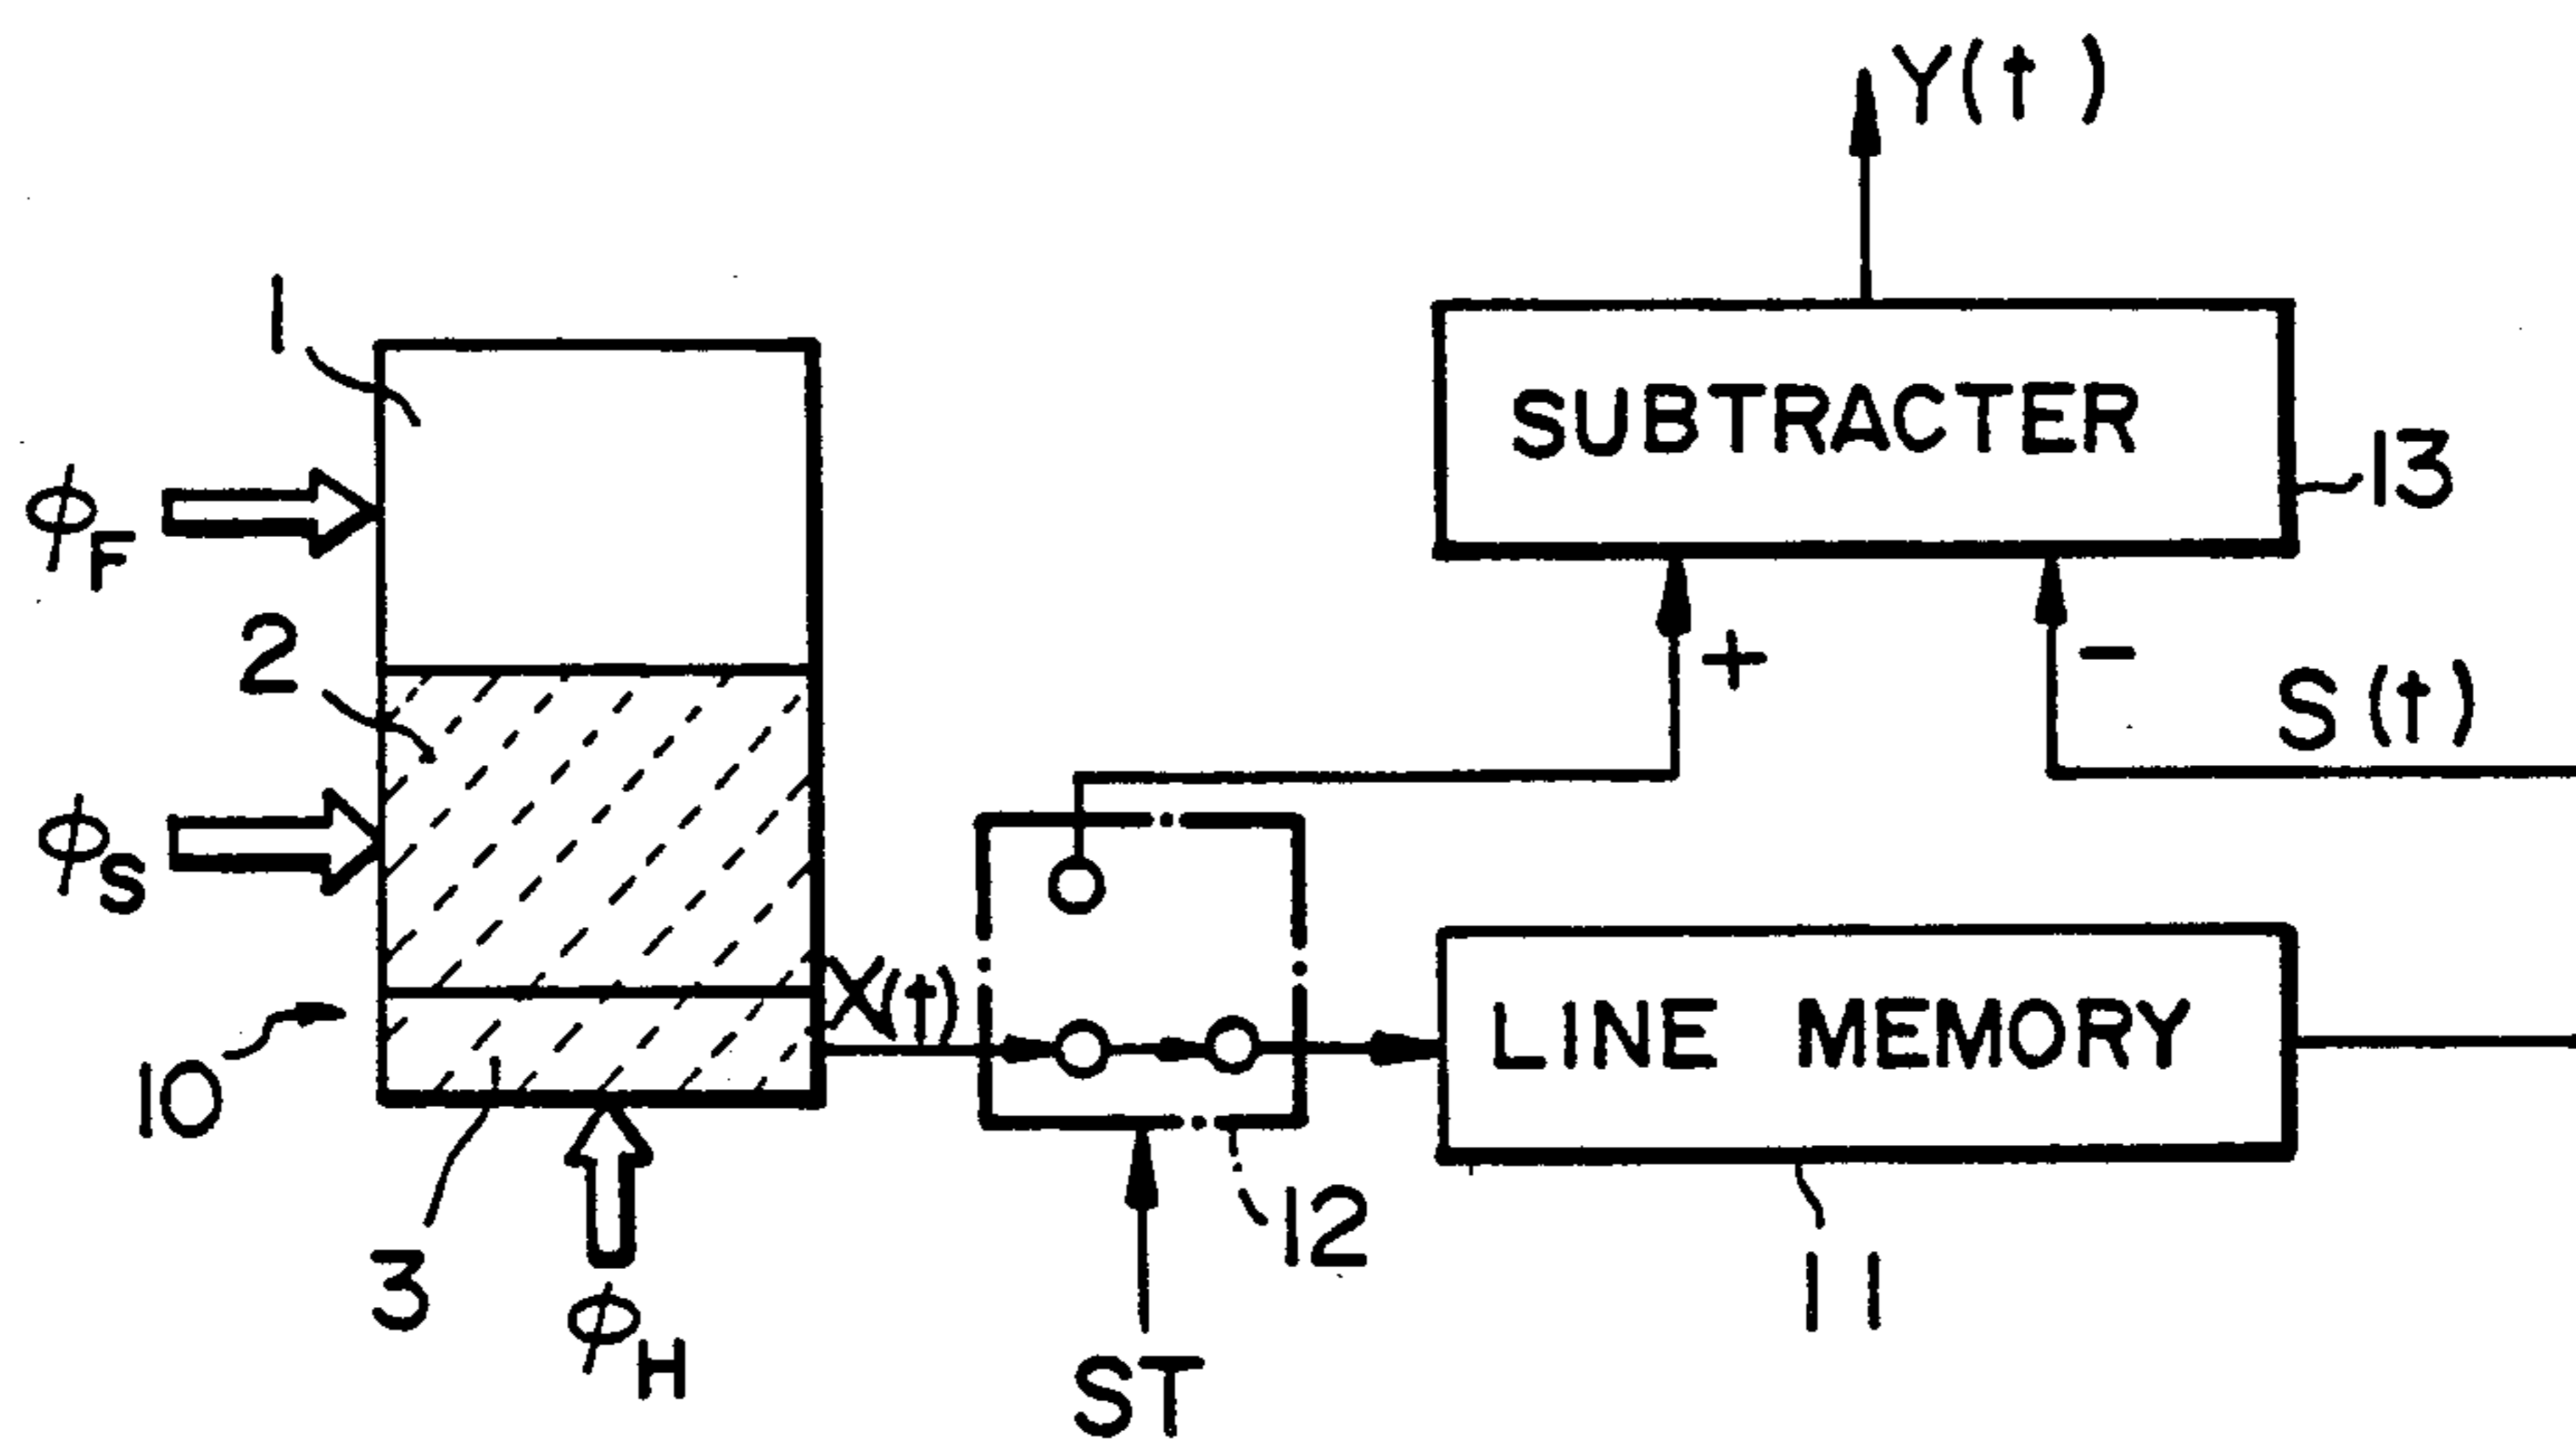 Y(t)
1
SUBTRACTER
13
ϕF
2
+
−
S(t)
ϕS
X(t)
LINE MEMORY
10
12
3
11
ϕH
ST